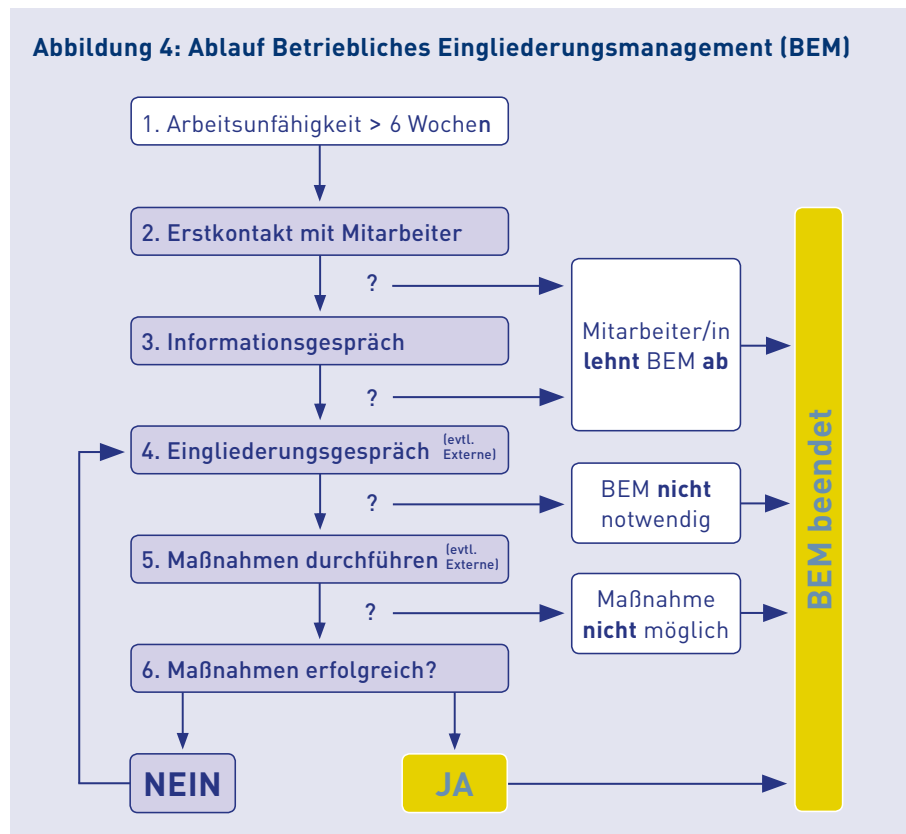 Abbildung 4: Ablauf Betriebliches Eingliederungsmanagement (BEM)
1. Arbeitsunfähigkeit > 6 Wochen
2. Erstkontakt mit Mitarbeiter
?
Mitarbeiter/in
lehnt BEM ab
3. Informationsgespräch
?
4. Eingliederungsgespräch (evtl.
Externe)
?
BEM nicht
notwendig
5. Maßnahmen durchführen (evtl.
Externe)
?
Maßnahme
nicht möglich
6. Maßnahmen erfolgreich?
NEIN
JA
BEM beendet